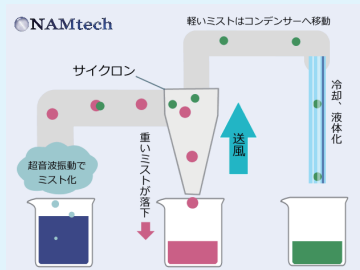 NAMtech
軽いミストはコンデンサーへ移動
サイクロン
冷却、液体化
送風
重いミストが落下
超音波振動で
ミスト化